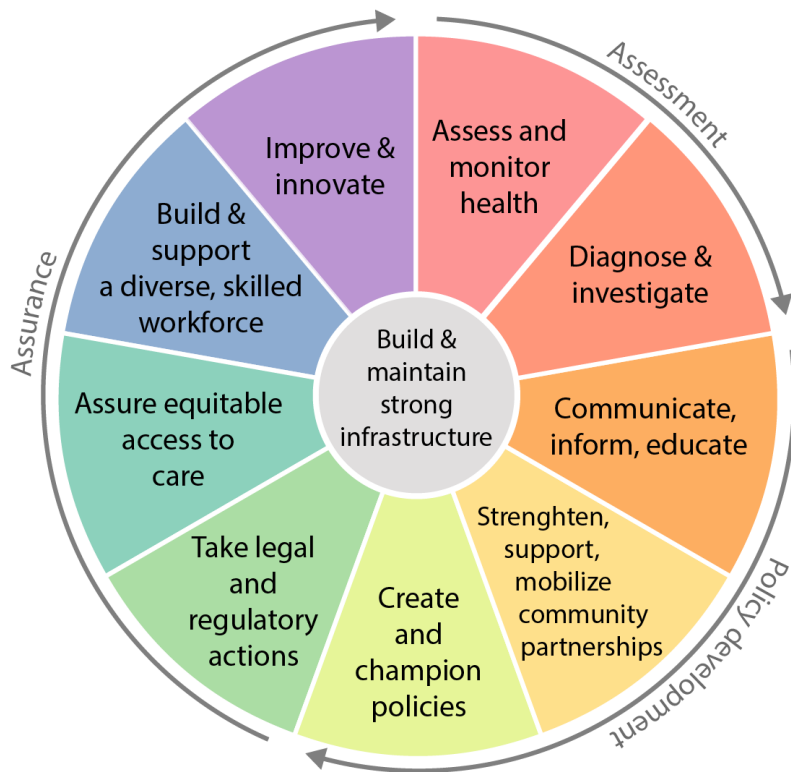 Assessment
Assess and
monitor
health
Diagnose &
investigate
Policy development
Communicate,
inform, educate
Strenghten,
support,
mobilize
community
partnerships
Create
and
champion
policies
Assurance
Take legal
and
regulatory
actions
Assure equitable
access to
care
Build &
support
a diverse, skilled
workforce
Improve &
innovate
Build &
maintain
strong
infrastructure